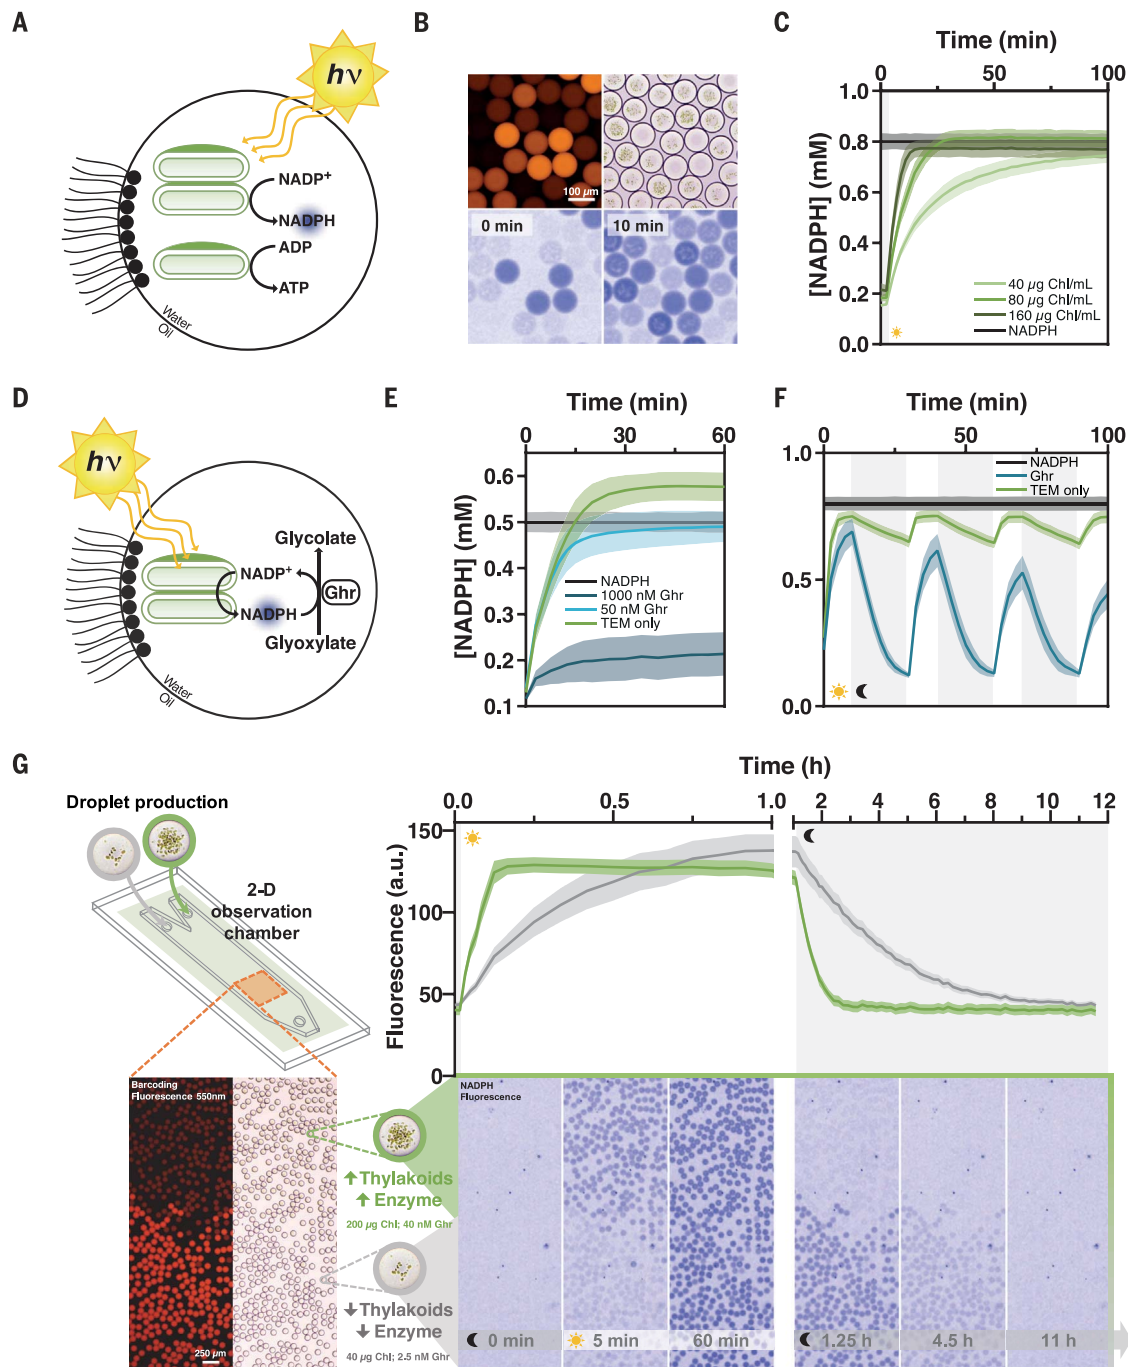 A
hν
NADP⁺
NADPH
ADP
ATP
Water
Oil
B
100 µm
0 min
10 min
C
Time (min)
0 50 100
[NADPH] (mM)
1.0
0.8
0.6
0.4
0.2
0.0
40 µg Chl/mL
80 µg Chl/mL
160 µg Chl/mL
NADPH
D
hν
Glycolate
NADP⁺
Ghr
NADPH
Glyoxylate
Water
Oil
E
Time (min)
0 30 60
[NADPH] (mM)
0.6
0.5
0.4
0.3
0.2
0.1
NADPH
1000 nM Ghr
50 nM Ghr
TEM only
F
Time (min)
0 50 100
1.0
0.5
0.0
NADPH
Ghr
TEM only
G
Droplet production
2-D
observation
chamber
Time (h)
0.0 0.5 1.0 2 4 6 8 10 12
Fluorescence (a.u.)
150
100
50
0
Barcoding
Fluorescence 550nm
250 µm
Thylakoids
Enzyme
200 µg Chl; 40 nM Ghr
Thylakoids
Enzyme
40 µg Chl; 2.5 nM Ghr
NADPH
Fluorescence
0 min
5 min
60 min
1.25 h
4.5 h
11 h